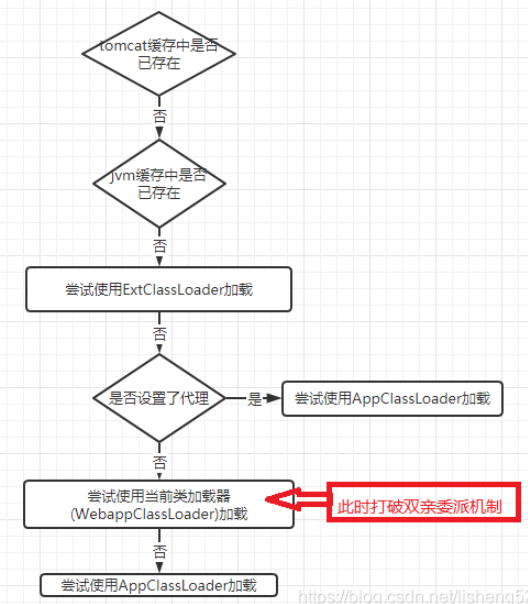 tomcat缓存中是否
已存在
否
jvm缓存中是否
已存在
否
尝试使用ExtClassLoader加载
否
是否设置了代理
是
尝试使用AppClassLoader加载
否
尝试使用当前类加载器
(WebappClassLoader)加载
此时打破双亲委派机制
否
尝试使用AppClassLoader加载
https://blog.csdn.net/lisheng5